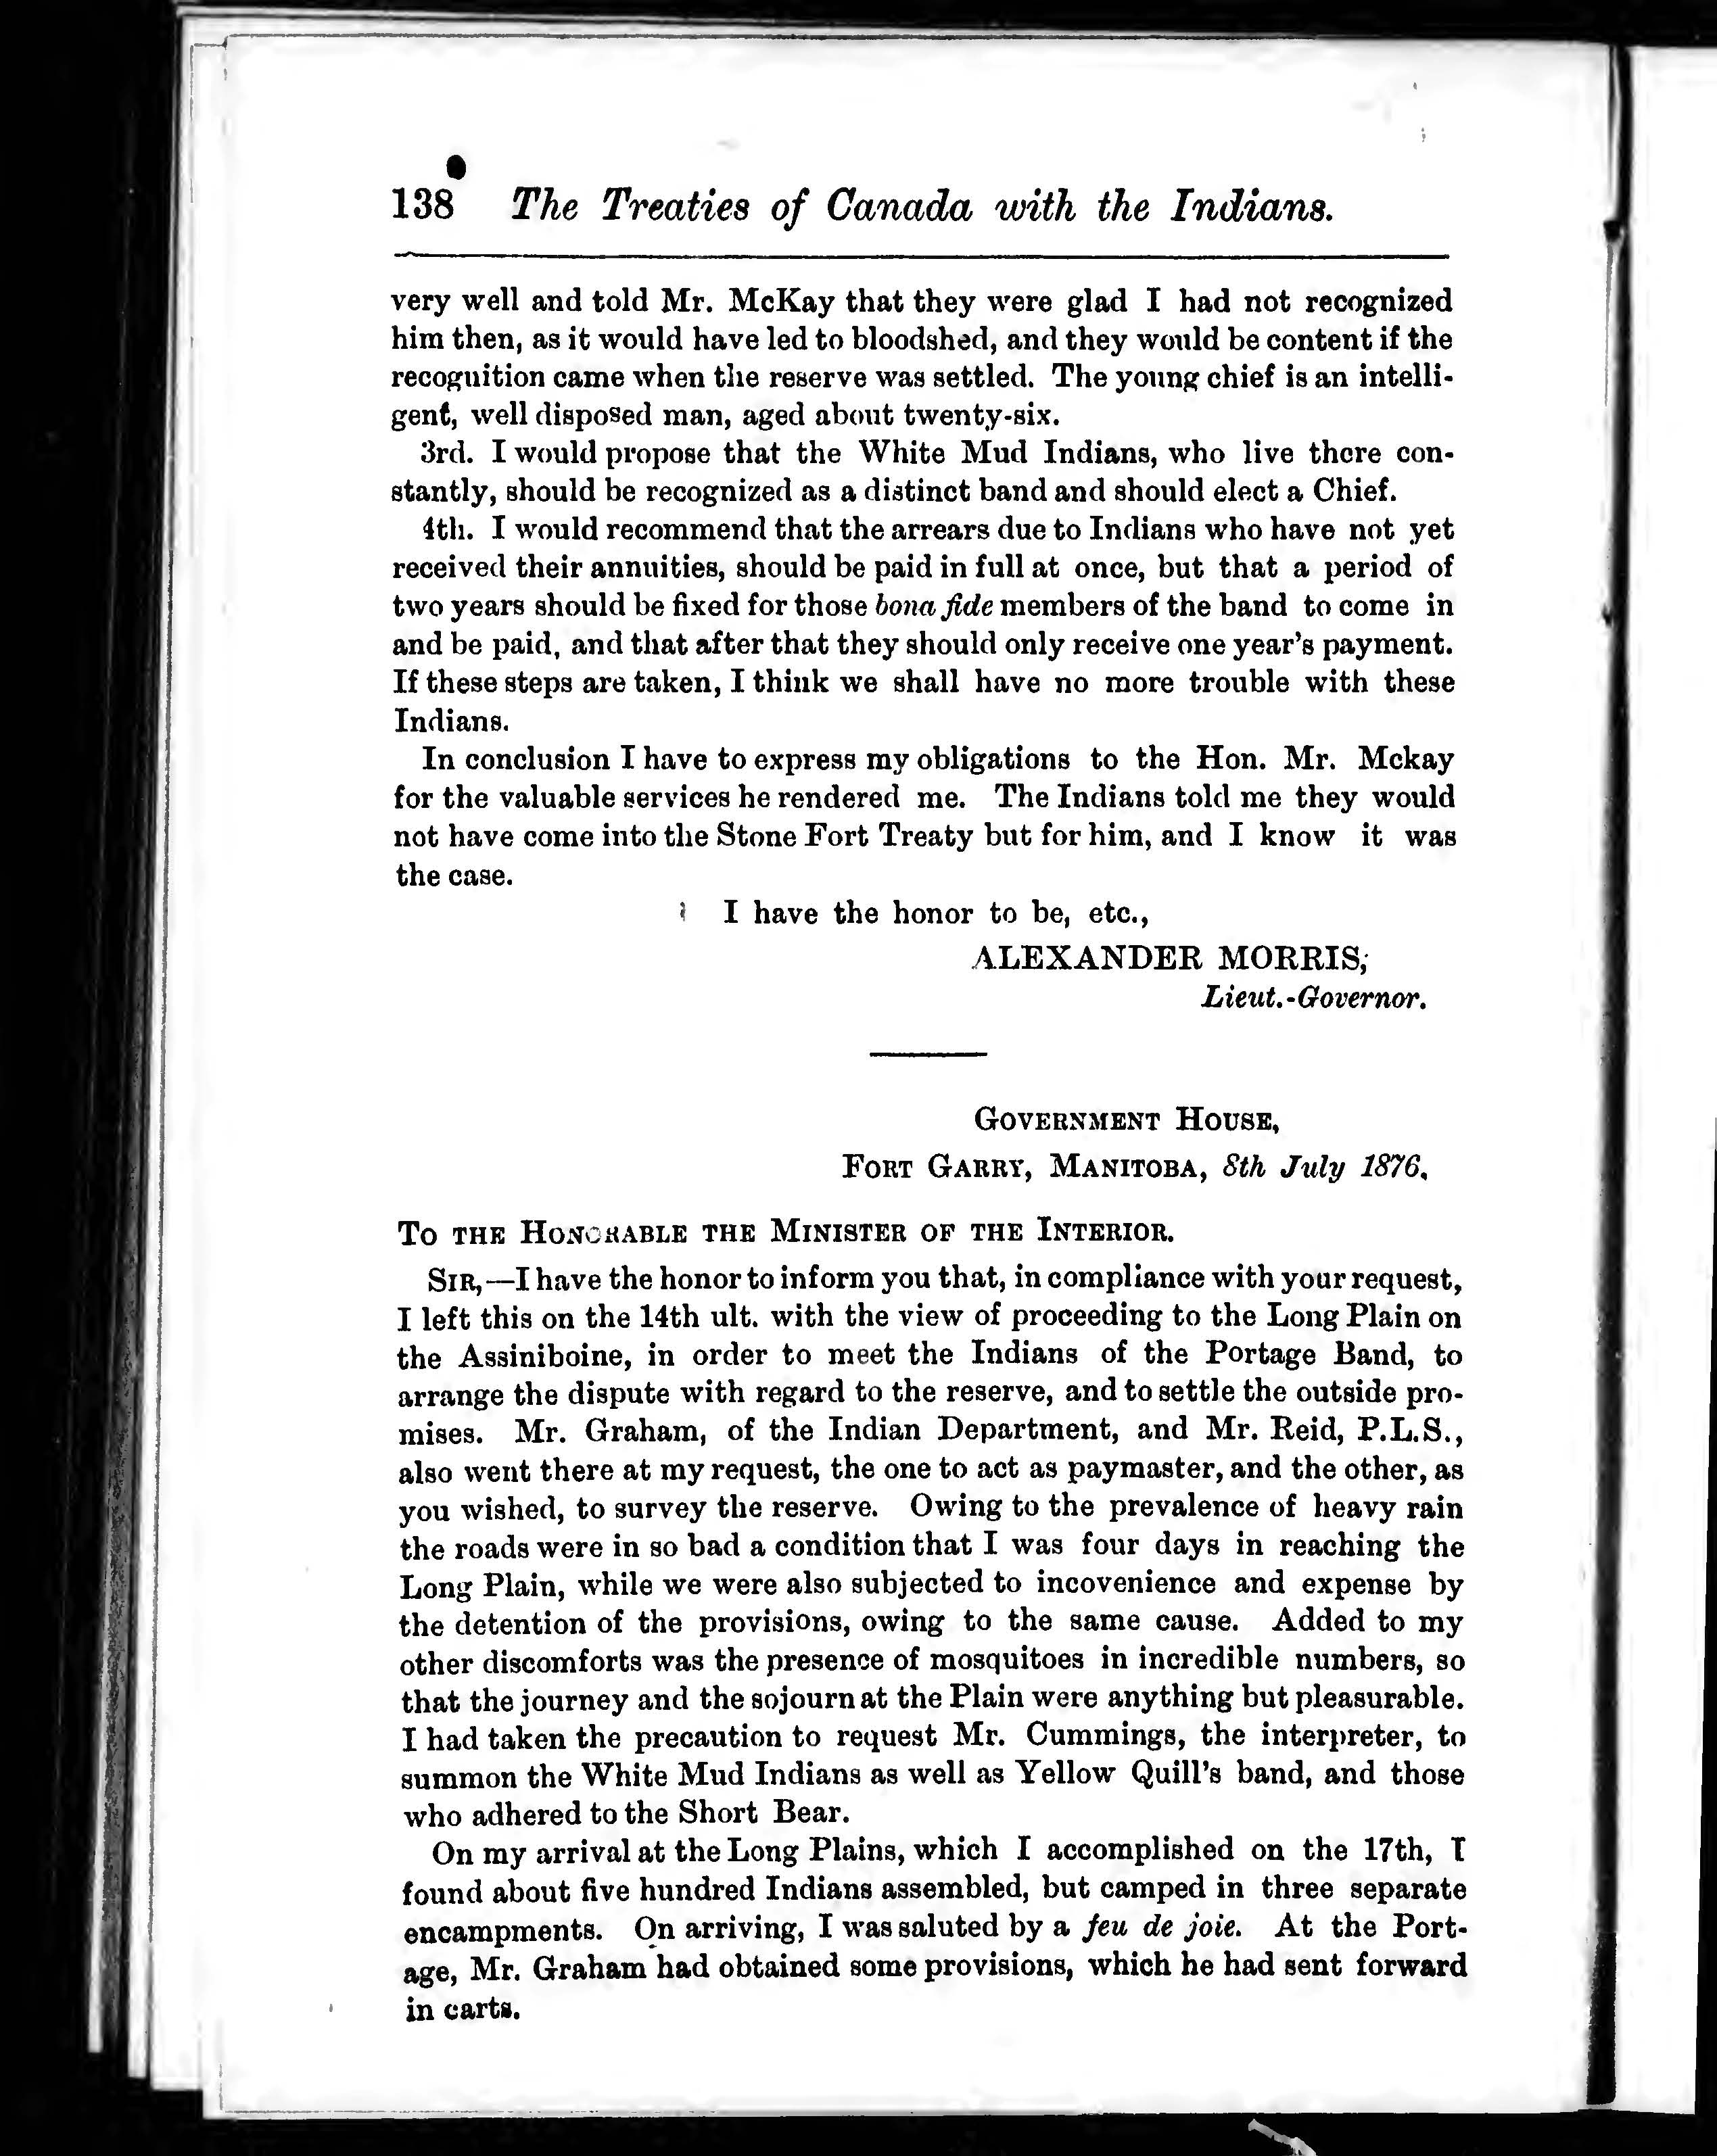 138 The Treaties of Canada with the Indians.
very well and told Mr. McKay that they were glad I had not recognized
him then, as it would have led to bloodshed, and they would be content if the
recognition came when the reserve was settled. The young chief is an intelli-
gent, well disposed man, aged about twenty-six.
3rd. I would propose that the White Mud Indians, who live there con-
stantly, should be recognized as a distinct band and should elect a Chief.
4th. I would recommend that the arrears due to Indians who have not yet
received their annuities, should be paid in full at once, but that a period of
two years should be fixed for those bona fide members of the band to come in
and be paid, and that after that they should only receive one year's payment.
If these steps are taken, I think we shall have no more trouble with these
Indians.
In conclusion I have to express my obligations to the Hon. Mr. Mckay
for the valuable services he rendered me. The Indians told me they would
not have come into the Stone Fort Treaty but for him, and I know it was
the case.
I have the honor to be, etc.,
ALEXANDER MORRIS,
Lieut.-Governor.
GOVERNMENT HOUSE,
FORT GARRY, MANITOBA, 8th July 1876.
TO THE HONORABLE THE MINISTER OF THE INTERIOR.
SIR,—I have the honor to inform you that, in compliance with your request,
I left this on the 14th ult. with the view of proceeding to the Long Plain on
the Assiniboine, in order to meet the Indians of the Portage Band, to
arrange the dispute with regard to the reserve, and to settle the outside pro-
mises. Mr. Graham, of the Indian Department, and Mr. Reid, P.L.S.,
also went there at my request, the one to act as paymaster, and the other, as
you wished, to survey the reserve. Owing to the prevalence of heavy rain
the roads were in so bad a condition that I was four days in reaching the
Long Plain, while we were also subjected to incovenience and expense by
the detention of the provisions, owing to the same cause. Added to my
other discomforts was the presence of mosquitoes in incredible numbers, so
that the journey and the sojourn at the Plain were anything but pleasurable.
I had taken the precaution to request Mr. Cummings, the interpreter, to
summon the White Mud Indians as well as Yellow Quill's band, and those
who adhered to the Short Bear.
On my arrival at the Long Plains, which I accomplished on the 17th, I
found about five hundred Indians assembled, but camped in three separate
encampments. On arriving, I was saluted by a feu de joie. At the Port-
age, Mr. Graham had obtained some provisions, which he had sent forward
in carts.